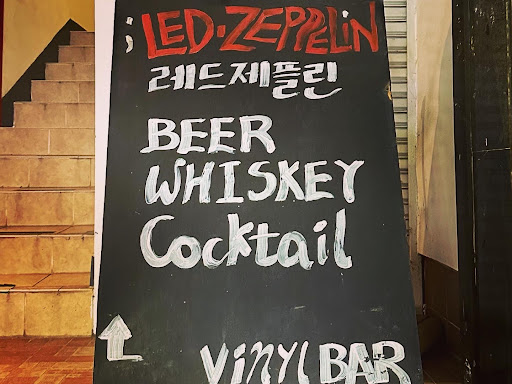 LED·ZEPPELiN
레드제플린
BEER
WHISKEY
Cocktail
Vinyl BAR